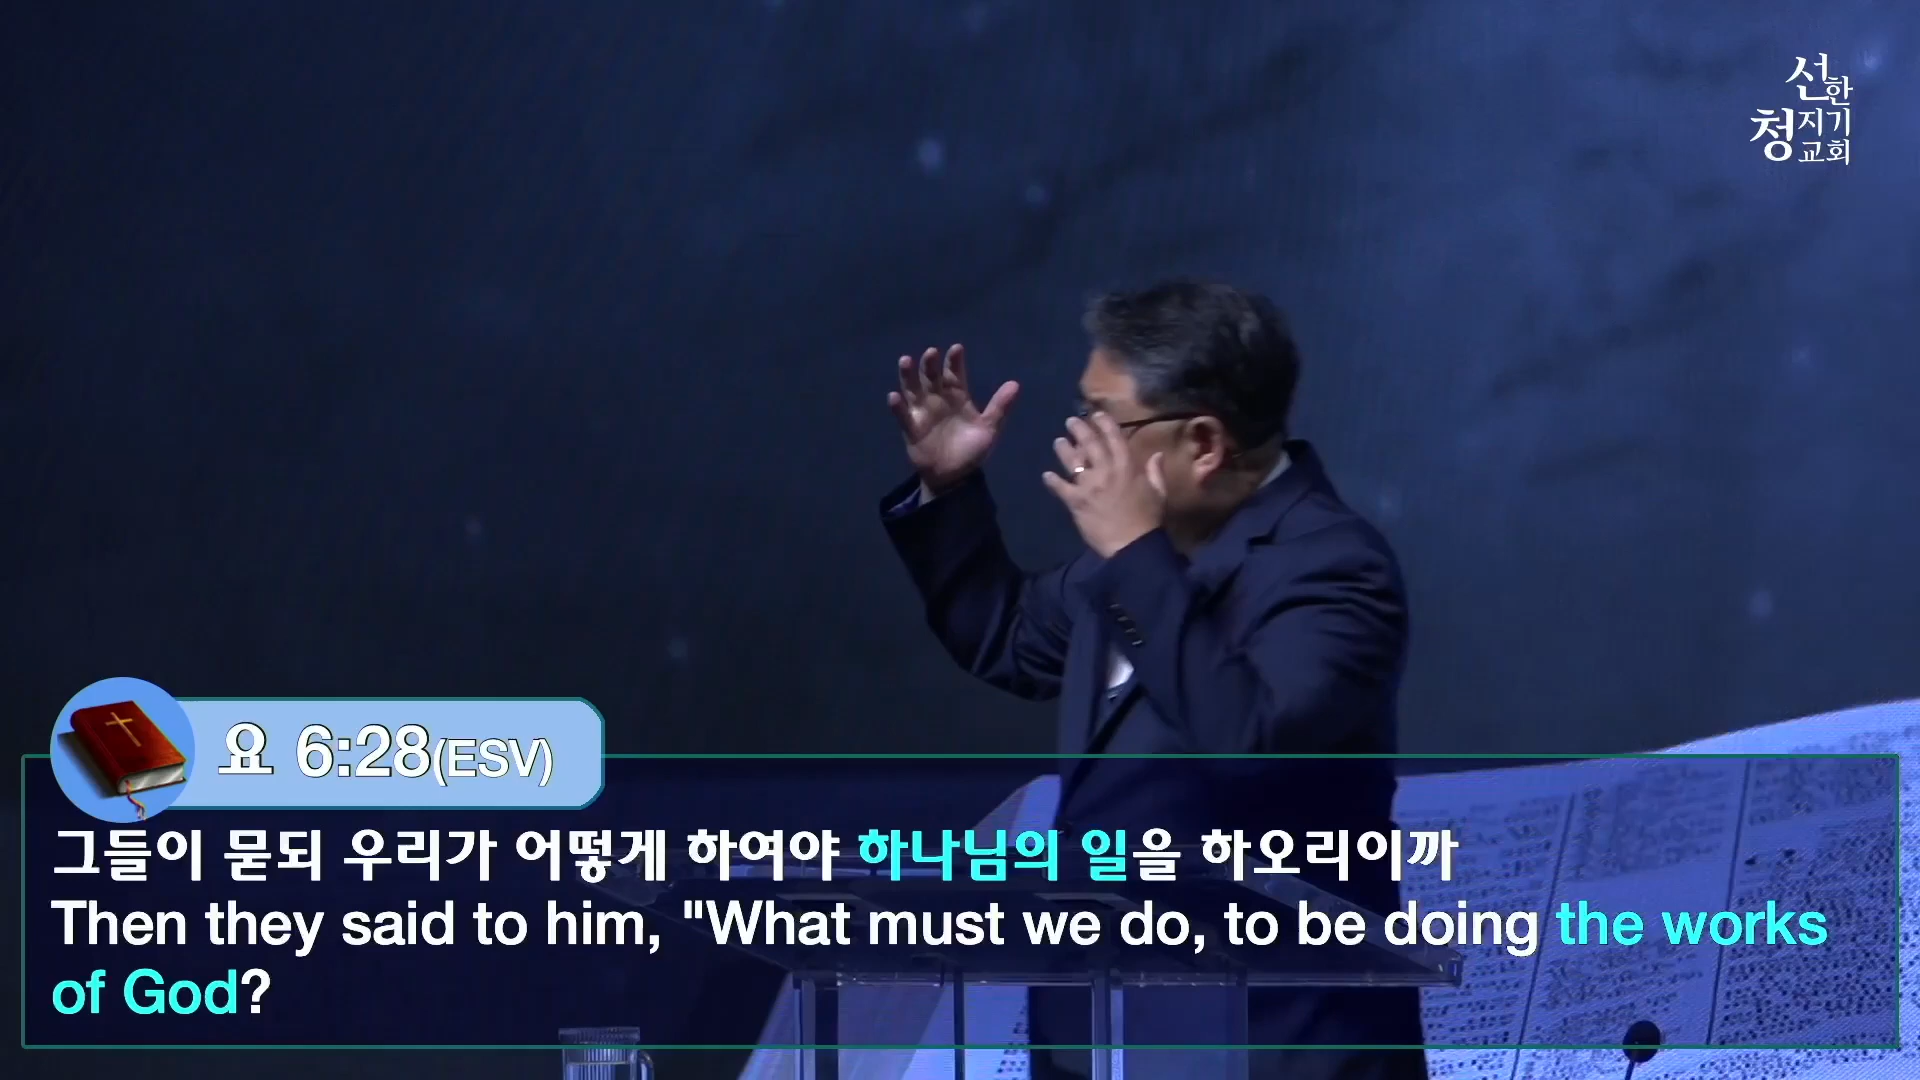 선한
청지기
교회
요 6:28(ESV)
그들이 묻되 우리가 어떻게 하여야 하나님의 일을 하오리이까
Then they said to him, "What must we do, to be doing the works
of God?